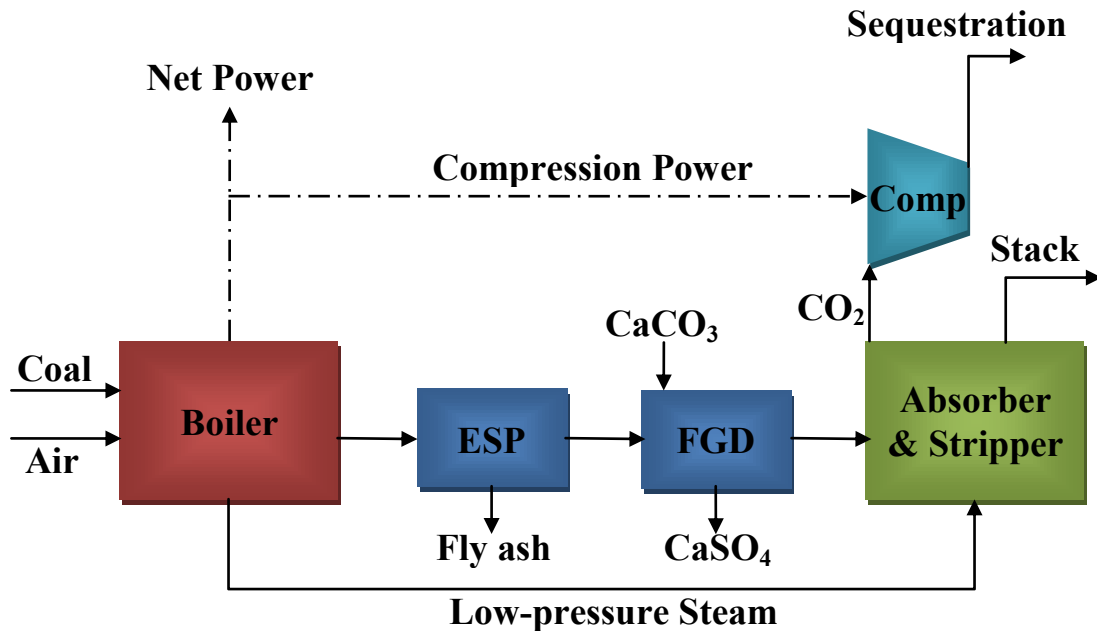 Sequestration
Net Power
Compression Power
Comp
Stack
CO₂
CaCO₃
Coal
Air
Boiler
ESP
FGD
Absorber
& Stripper
Fly ash
CaSO₄
Low-pressure Steam